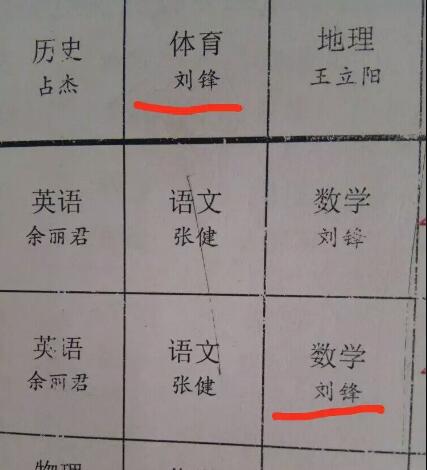 历史 体育 地理
占杰 刘锋 王立阳
英语 语文 数学
余丽君 张健 刘锋
英语 语文 数学
余丽君 张健 刘锋
物理